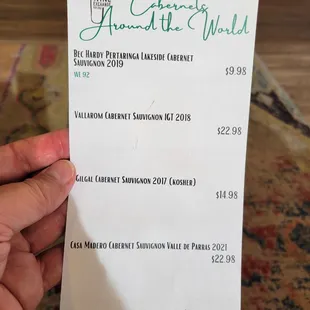 WINE
EXCHANGE
Cabernets
Around the World
Bec Hardy Pertaringa Lakeside Cabernet
Sauvignon 2019
$9.98
WE 92
Vallarom Cabernet Sauvignon IGT 2018
$22.98
Gilgal Cabernet Sauvignon 2017 (kosher)
$14.98
Casa Madero Cabernet Sauvignon Valle de Parras 2021
$22.98